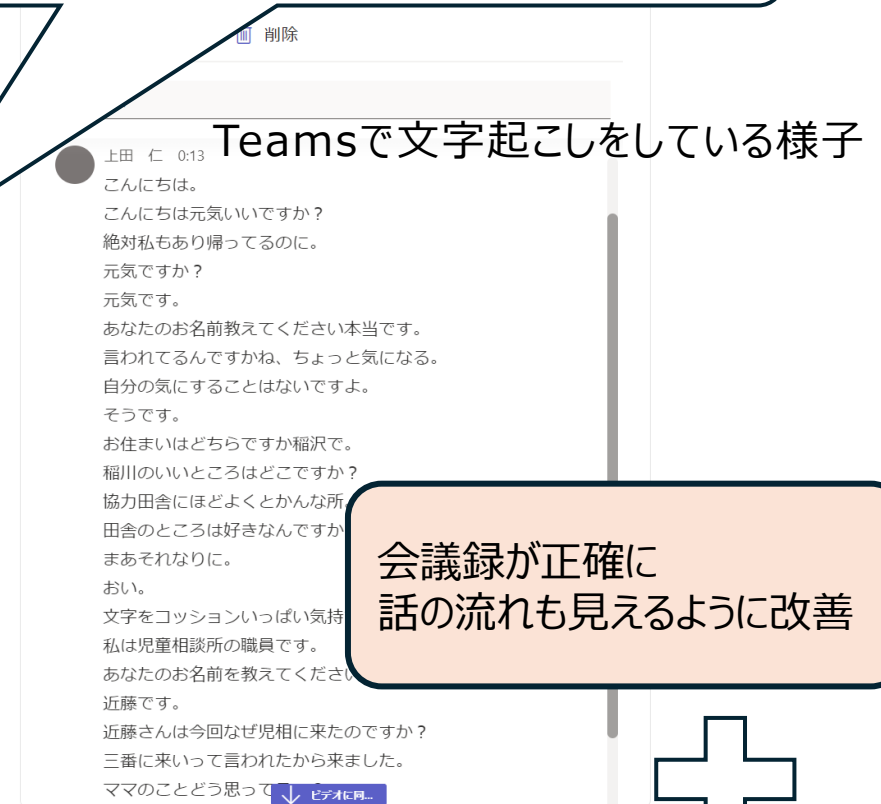 削除
Teamsで文字起こしをしている様子
上田 仁 0:13
こんにちは。
こんにちは元気いいですか？
絶対私もあり帰ってるのに。
元気ですか？
元気です。
あなたのお名前教えてください本当です。
言われてるんですかね、ちょっと気になる。
自分の気にすることはないですよ。
そうです。
お住まいはどちらですか稲沢で。
稲川のいいところはどこですか？
協力田舎にほどよくとかんな所
田舎のところは好きなんですか
まあそれなりに。
おい。
文字をコッションいっぱい気持
私は児童相談所の職員です。
あなたのお名前を教えてください
近藤です。
近藤さんは今回なぜ児相に来たのですか？
三番に来いって言われたから来ました。
ママのことどう思って
会議録が正確に
話の流れも見えるように改善
ビデオに同...